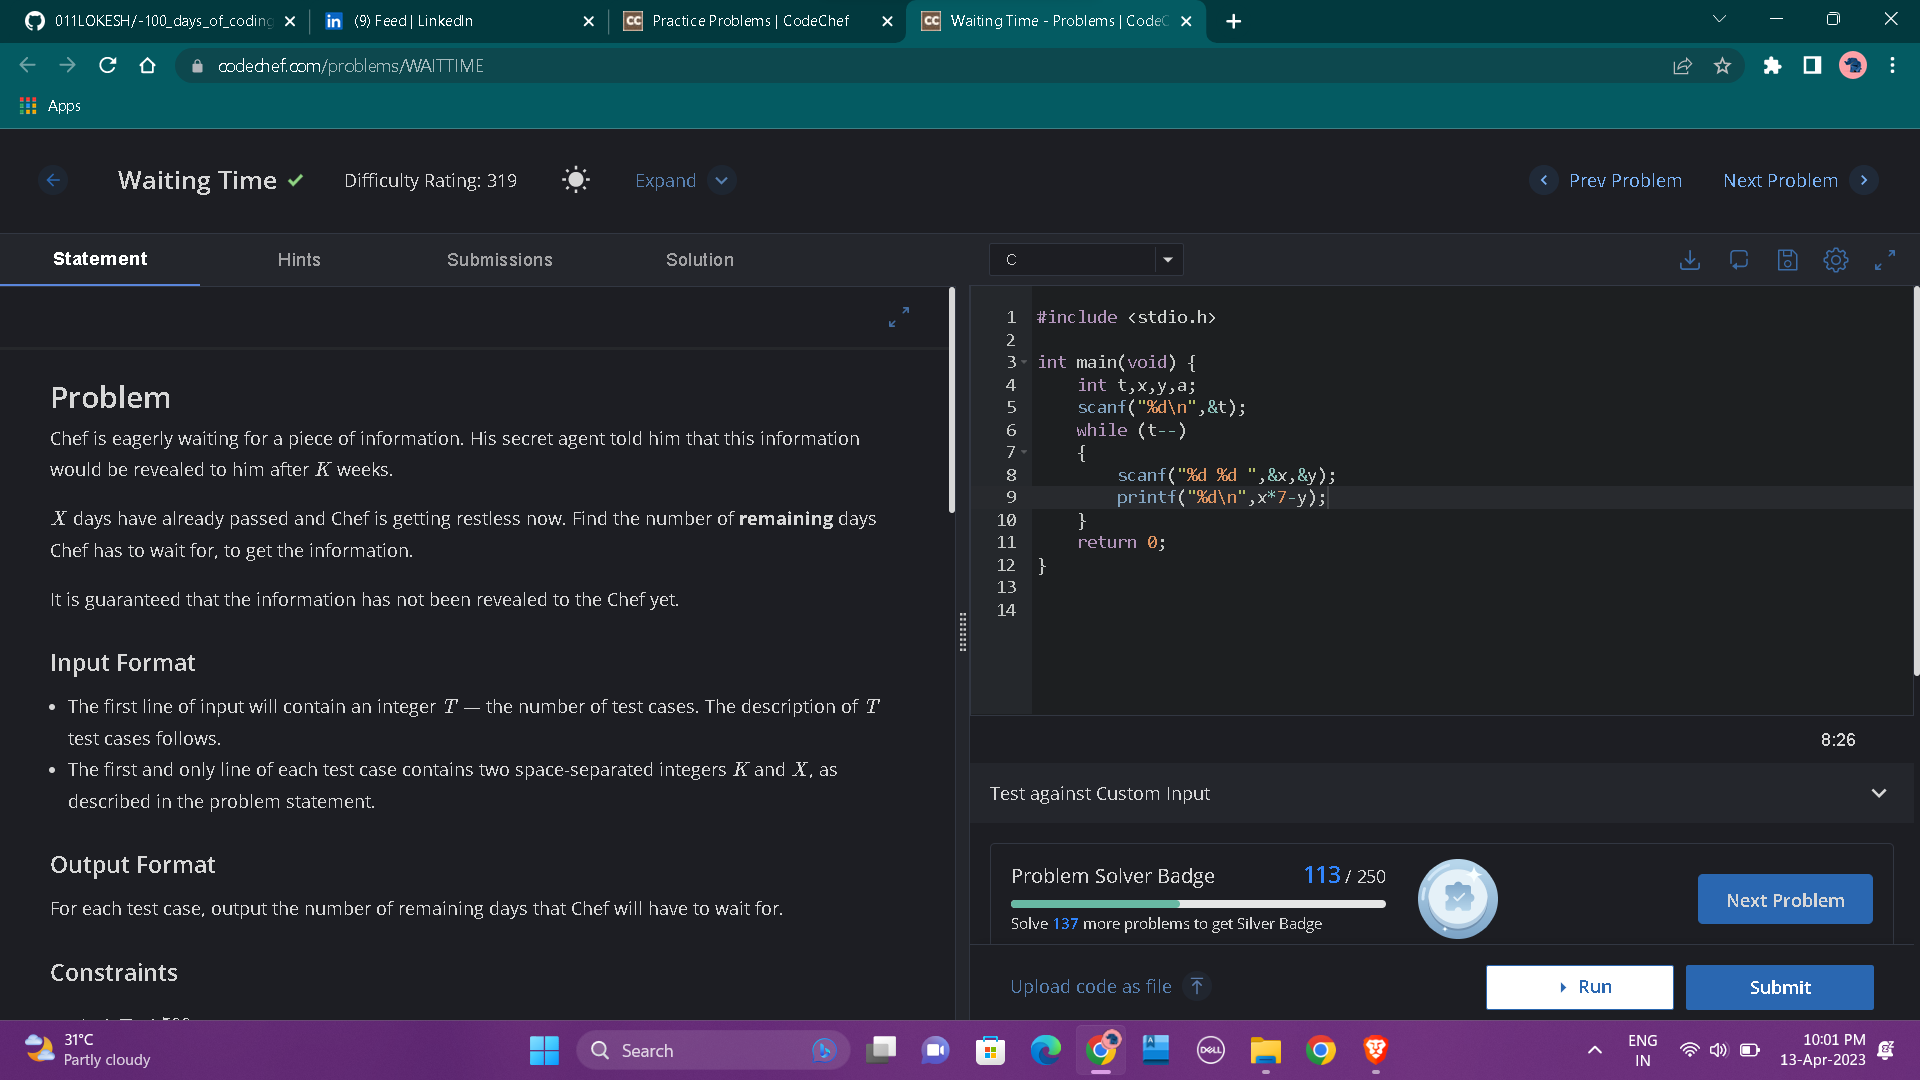 011LOKESH/-100_days_of_coding
(9) Feed | LinkedIn
Practice Problems | CodeChef
Waiting Time - Problems | CodeC
codechef.com/problems/WAITTIME
Apps
Waiting Time
Difficulty Rating: 319
Expand
Prev Problem
Next Problem
Statement
Hints
Submissions
Solution
Problem
Chef is eagerly waiting for a piece of information. His secret agent told him that this information
would be revealed to him after K weeks.
X days have already passed and Chef is getting restless now. Find the number of remaining days
Chef has to wait for, to get the information.
It is guaranteed that the information has not been revealed to the Chef yet.
Input Format
• The first line of input will contain an integer T — the number of test cases. The description of T
test cases follows.
• The first and only line of each test case contains two space-separated integers K and X, as
described in the problem statement.
Output Format
For each test case, output the number of remaining days that Chef will have to wait for.
Constraints
C
1 #include <stdio.h>
2
3 int main(void) {
4 int t,x,y,a;
5 scanf("%d\n",&t);
6 while (t--)
7 {
8 scanf("%d %d ",&x,&y);
9 printf("%d\n",x*7-y);
10 }
11 return 0;
12 }
13
14
8:26
Test against Custom Input
Problem Solver Badge
113 / 250
Solve 137 more problems to get Silver Badge
Next Problem
Upload code as file
Run
Submit
31°C
Partly cloudy
Search
DELL
ENG
IN
10:01 PM
13-Apr-2023